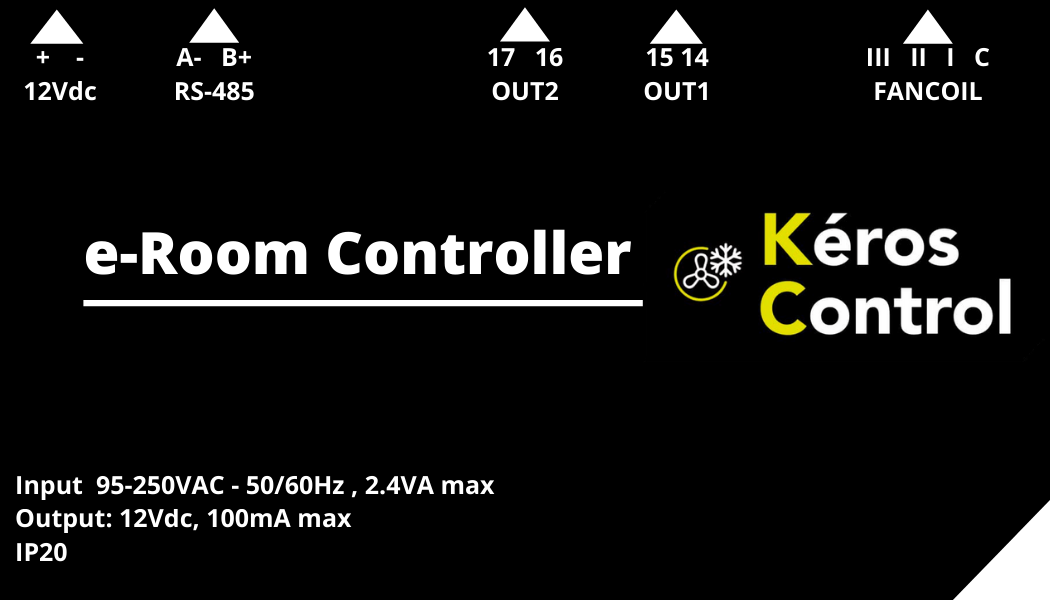 + - A- B+ 17 16 15 14 III II I C
12Vdc RS-485 OUT2 OUT1 FANCOIL
e-Room Controller
Kéros
Control
Input 95-250VAC - 50/60Hz , 2.4VA max
Output: 12Vdc, 100mA max
IP20